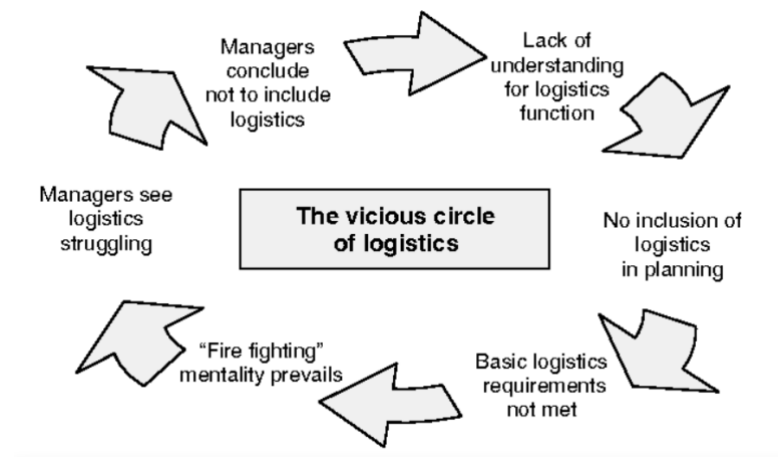 The vicious circle
of logistics
Managers
conclude
not to include
logistics
Lack of
understanding
for logistics
function
No inclusion of
logistics
in planning
Basic logistics
requirements
not met
“Fire fighting”
mentality prevails
Managers see
logistics
struggling